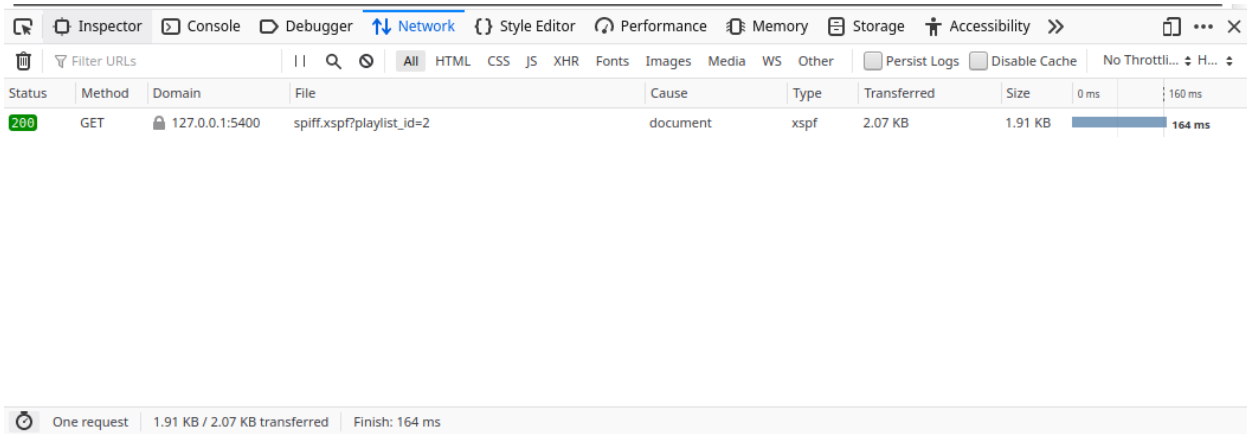 Inspector Console Debugger Network {} Style Editor Performance Memory Storage Accessibility
Filter URLs All HTML CSS JS XHR Fonts Images Media WS Other Persist Logs Disable Cache No Throttli... H...
Status Method Domain File Cause Type Transferred Size 0 ms 160 ms
200 GET 127.0.0.1:5400 spiff.xspf?playlist_id=2 document xspf 2.07 KB 1.91 KB 164 ms
One request 1.91 KB / 2.07 KB transferred Finish: 164 ms